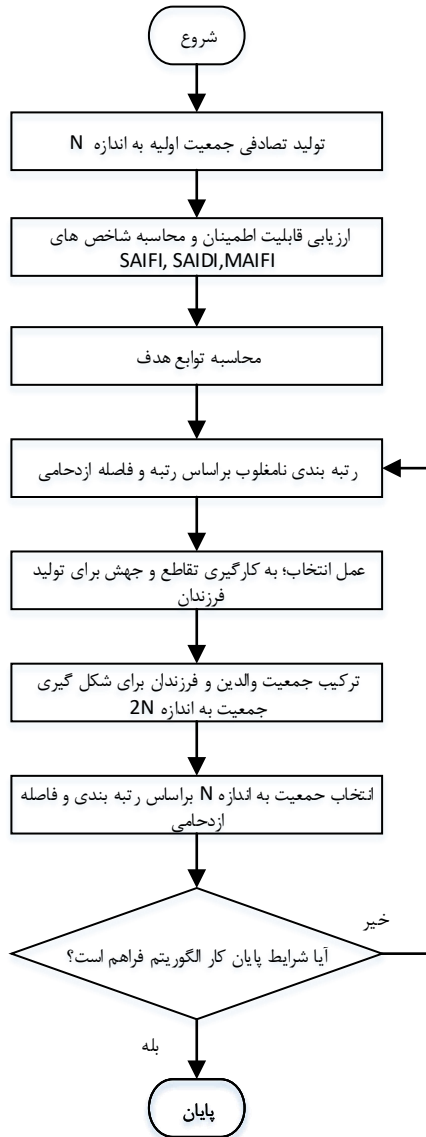 شروع
تولید تصادفی جمعیت اولیه به اندازه N
ارزیابی قابلیت اطمینان و محاسبه شاخص های
SAIFI, SAIDI,MAIFI
محاسبه توابع هدف
رتبه بندی نامغلوب براساس رتبه و فاصله ازدحامی
عمل انتخاب؛ به کارگیری تقاطع و جهش برای تولید
فرزندان
ترکیب جمعیت والدین و فرزندان برای شکل گیری
جمعیت به اندازه 2N
انتخاب حمعیت به اندازه N براساس رتبه بندی و فاصله
ازدحامی
آیا شرایط پایان کار الگوریتم فراهم است؟
خیر
بله
پایان